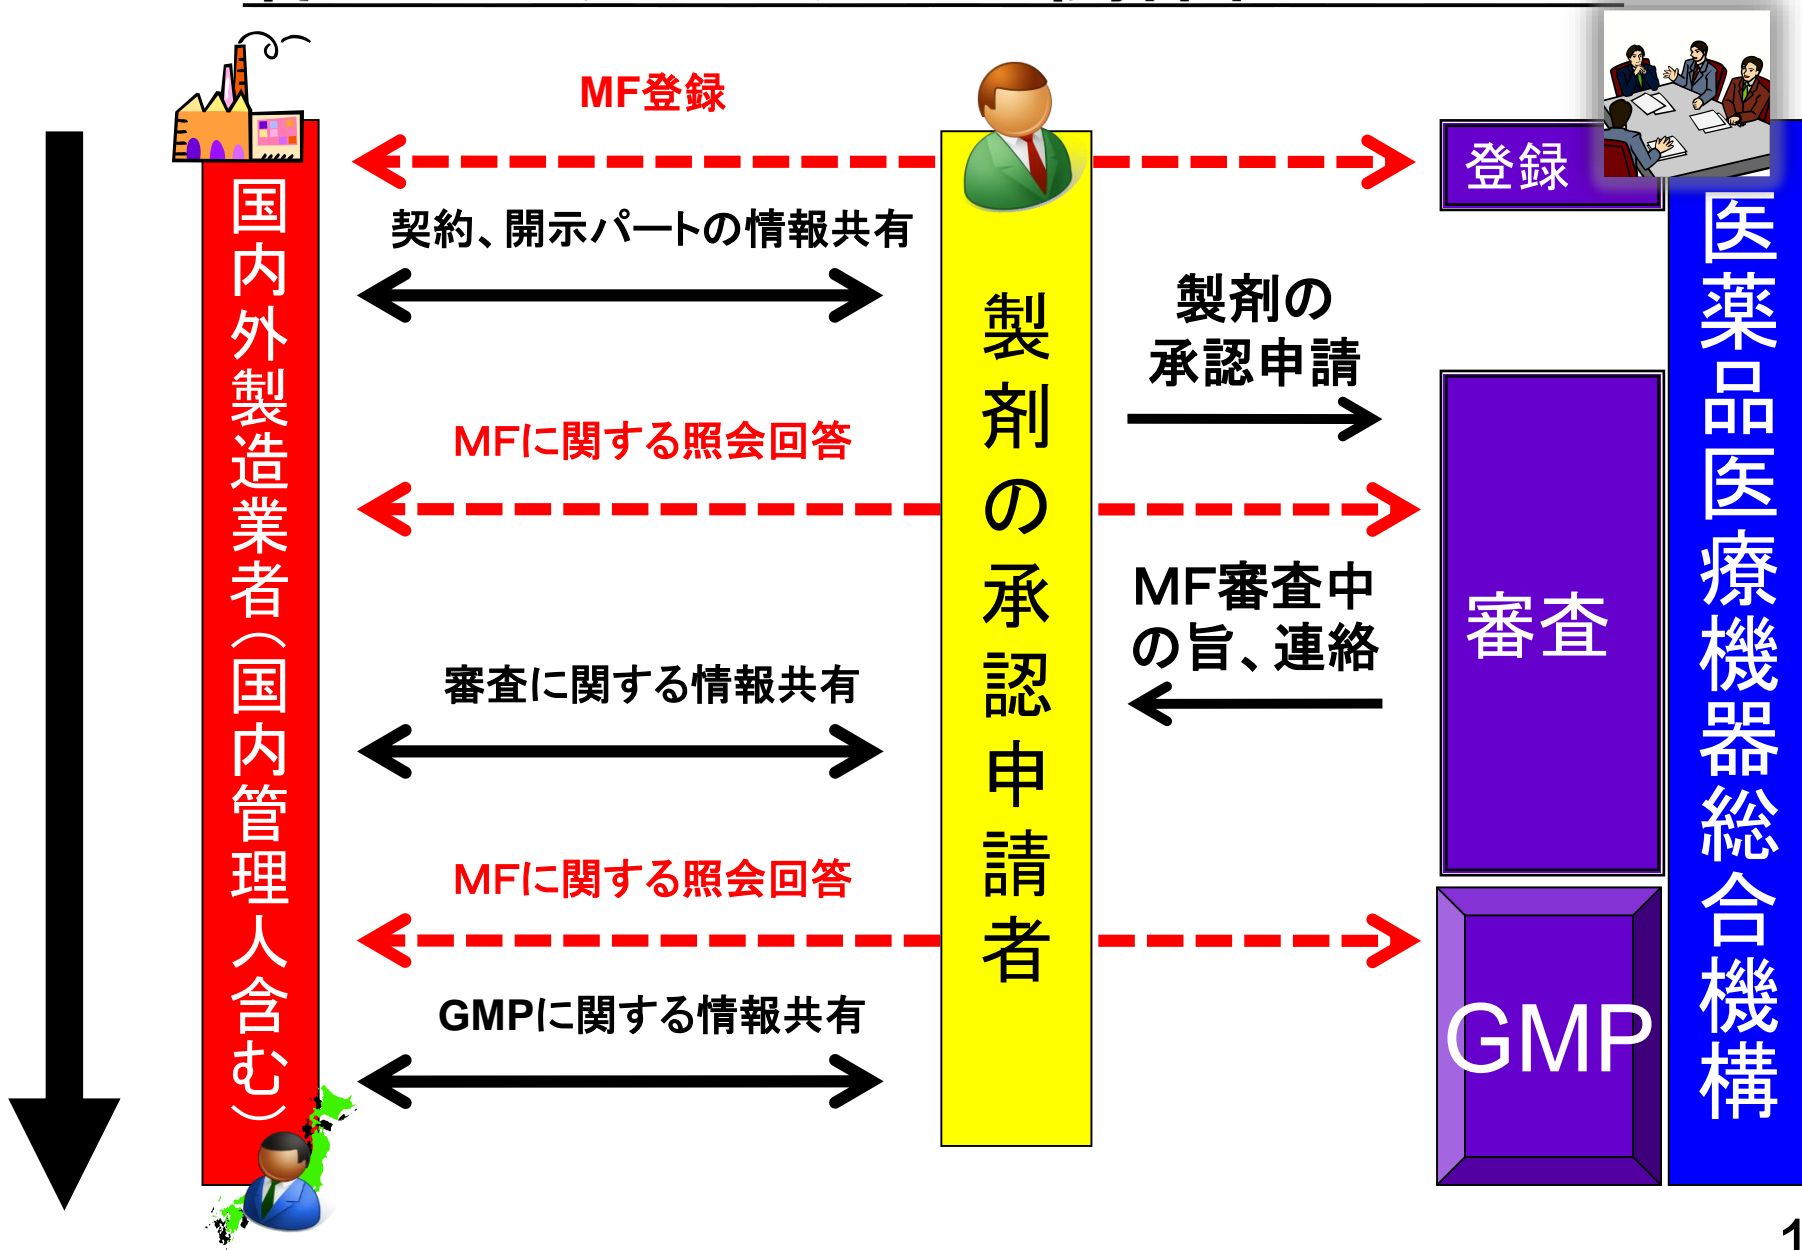 MF登録
登録
契約、開示パートの情報共有
製剤の
承認申請
MFに関する照会回答
MF審査中
の旨、連絡
審査
審査に関する情報共有
MFに関する照会回答
GMPに関する情報共有
GMP
国内外製造業者（国内管理人含む）
製剤の承認申請者
医薬品医療機器総合機構
1